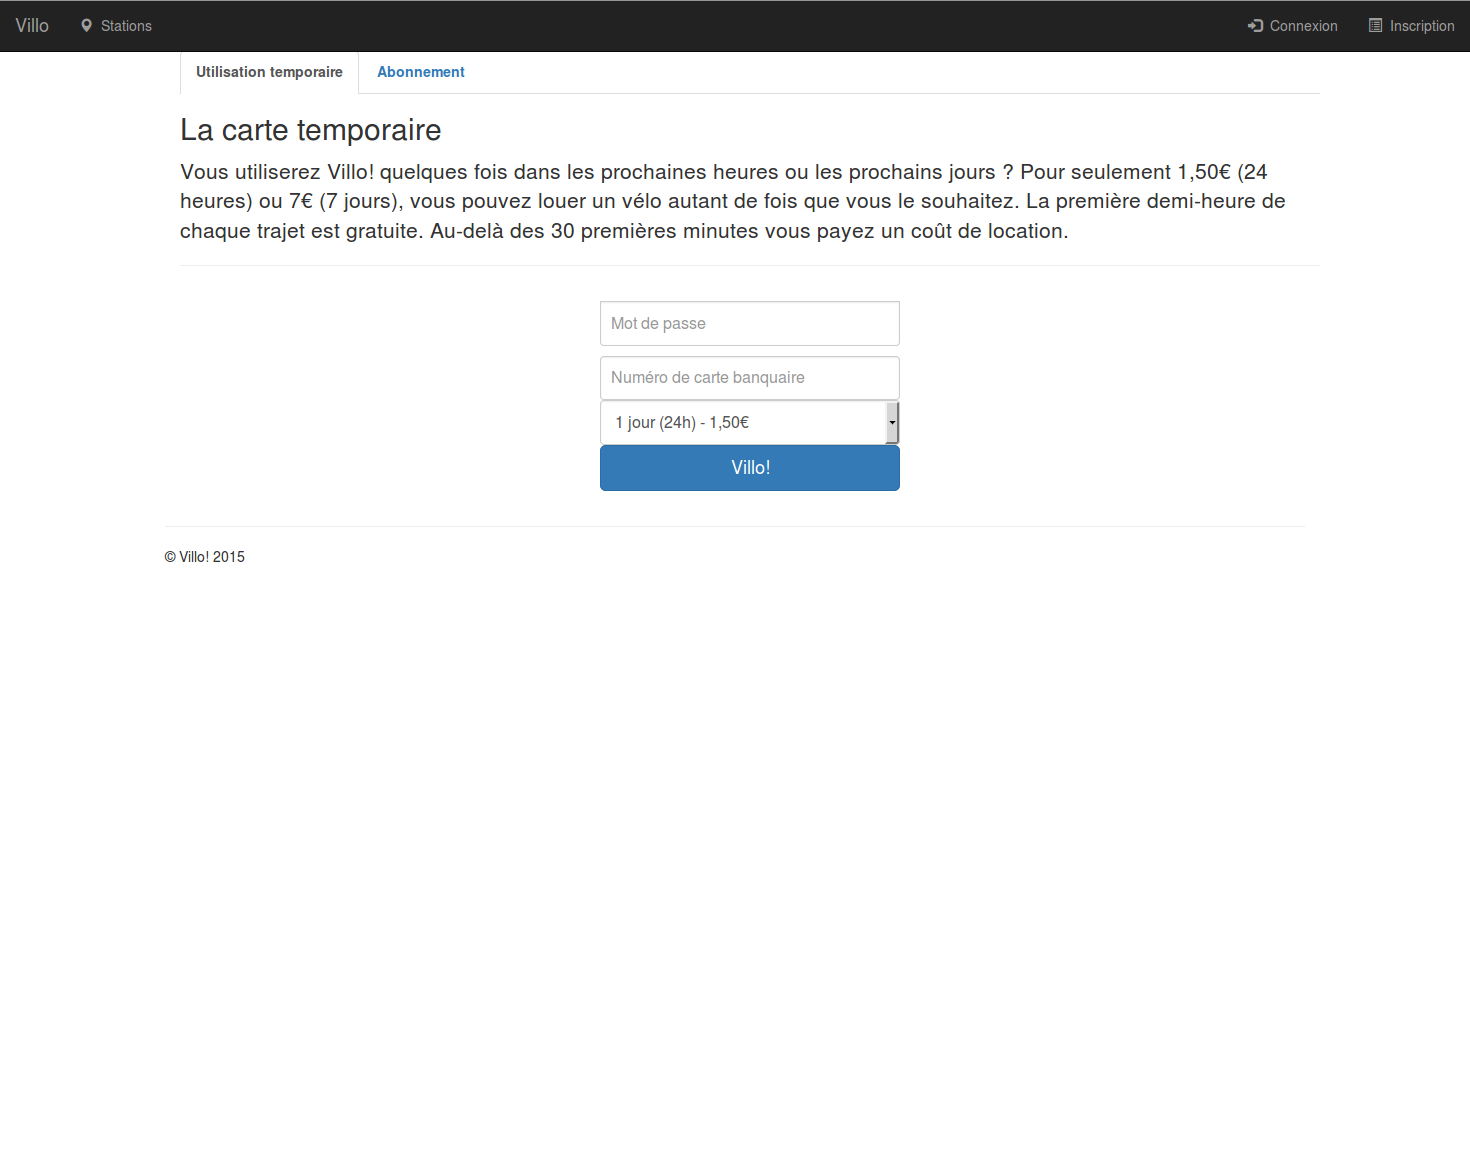 Villo Stations Connexion Inscription
Utilisation temporaire Abonnement
La carte temporaire
Vous utiliserez Villo! quelques fois dans les prochaines heures ou les prochains jours ? Pour seulement 1,50€ (24
heures) ou 7€ (7 jours), vous pouvez louer un vélo autant de fois que vous le souhaitez. La première demi-heure de
chaque trajet est gratuite. Au-delà des 30 premières minutes vous payez un coût de location.
Mot de passe
Numéro de carte banquaire
1 jour (24h) - 1,50€
Villo!
© Villo! 2015